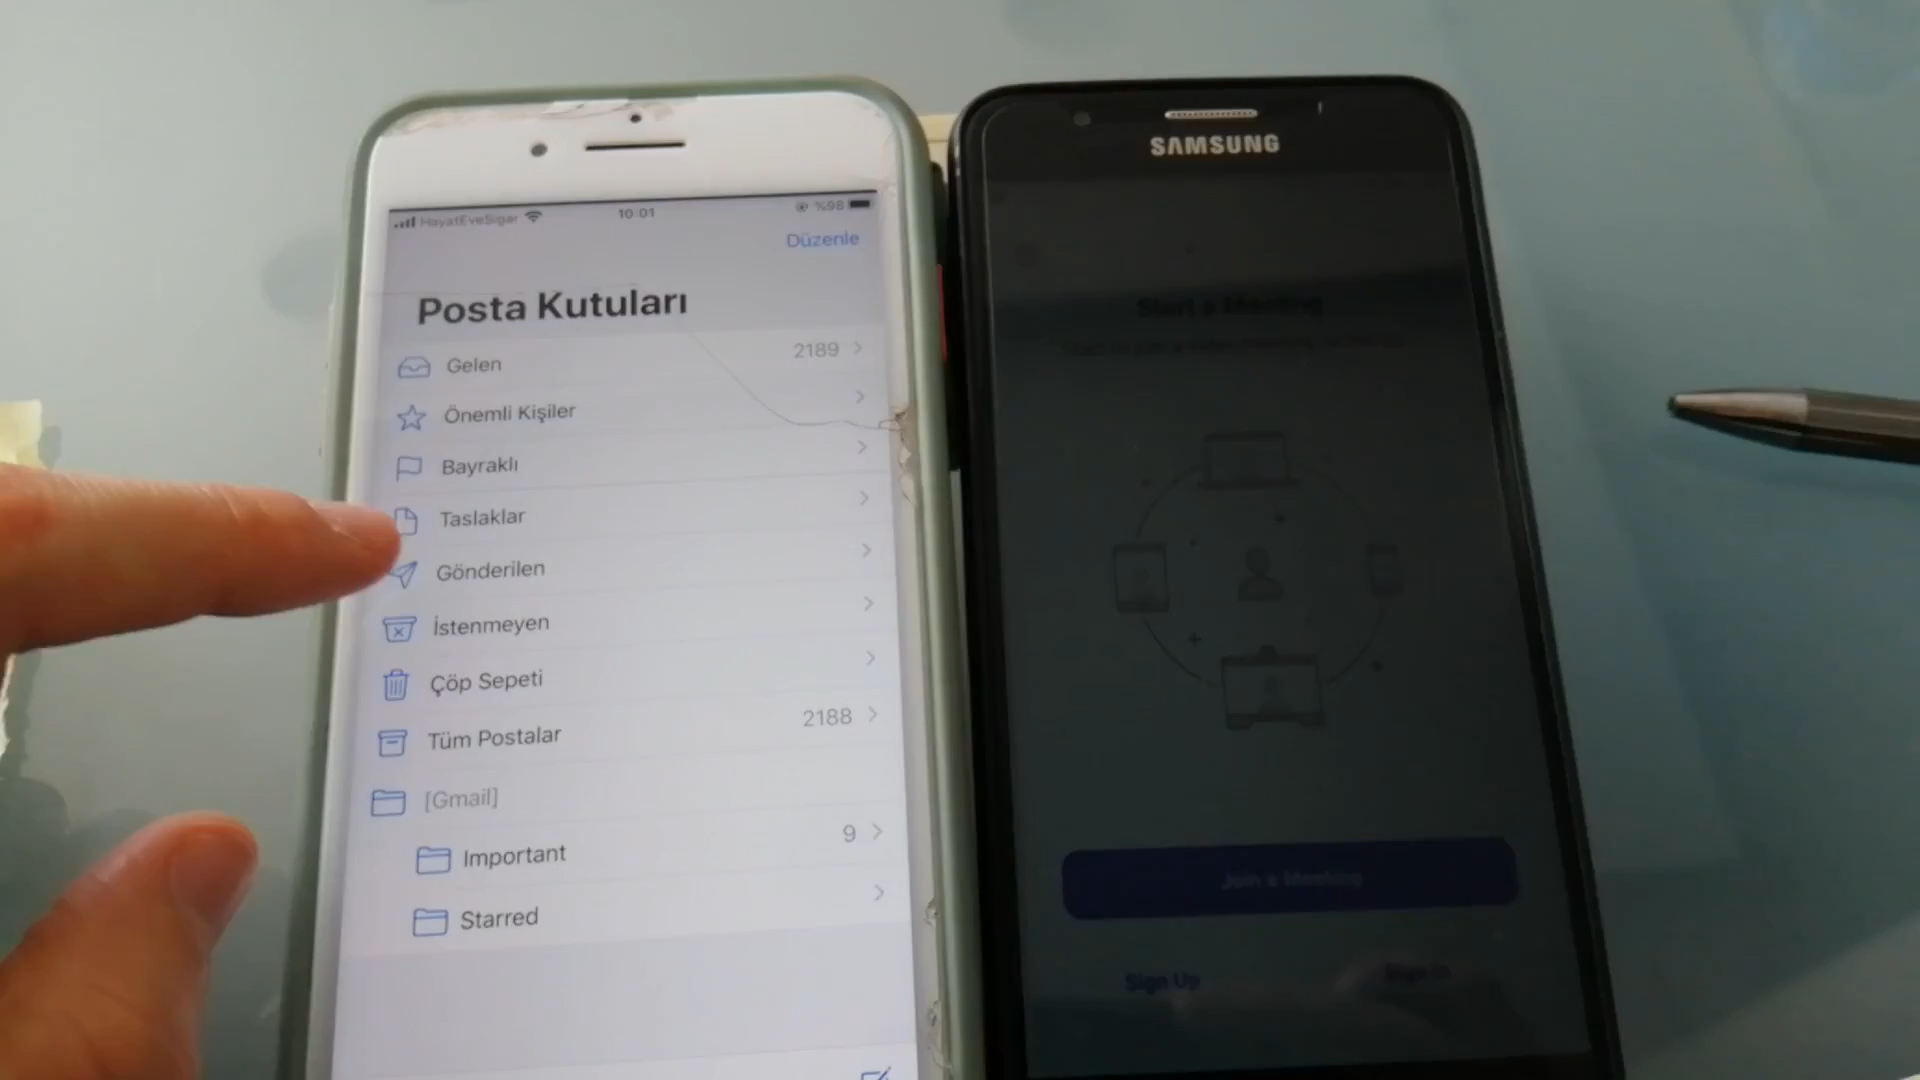 HayatEveSigar
10:01
%98
Düzenle
Posta Kutuları
Gelen
2189
Önemli Kişiler
Bayraklı
Taslaklar
Gönderilen
İstenmeyen
Çöp Sepeti
Tüm Postalar
2188
[Gmail]
Important
9
Starred
SAMSUNG
Start a Meeting
Join a Meeting
Sign Up
Sign In